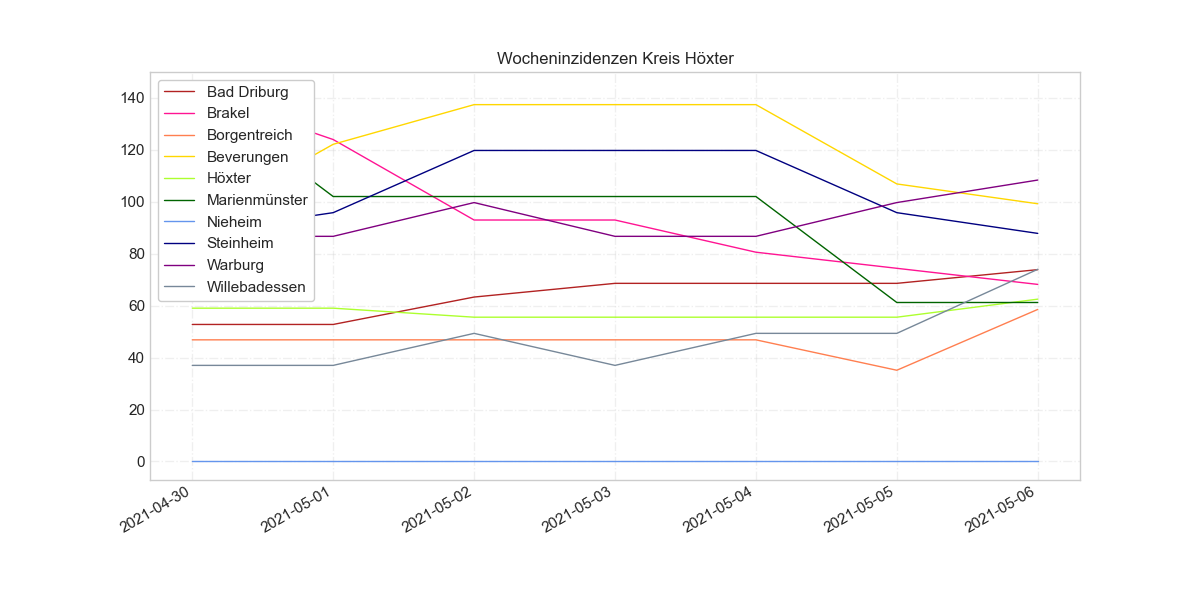 Wocheninzidenzen Kreis Höxter
Bad Driburg
Brakel
Borgentreich
Beverungen
Höxter
Marienmünster
Nieheim
Steinheim
Warburg
Willebadessen
140
120
100
80
60
40
20
0
2021-04-30
2021-05-01
2021-05-02
2021-05-03
2021-05-04
2021-05-05
2021-05-06